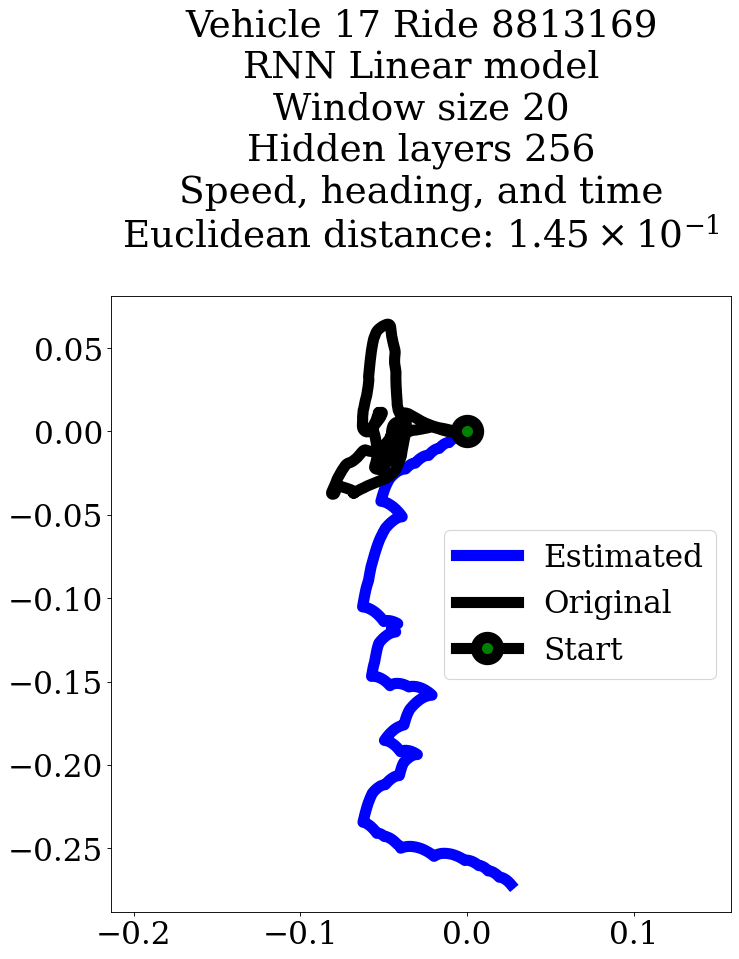 Vehicle 17 Ride 8813169
RNN Linear model
Window size 20
Hidden layers 256
Speed, heading, and time
Euclidean distance: 1.45 × 10⁻¹
0.05
0.00
−0.05
−0.10
−0.15
−0.20
−0.25
Estimated
Original
Start
−0.2
−0.1
0.0
0.1